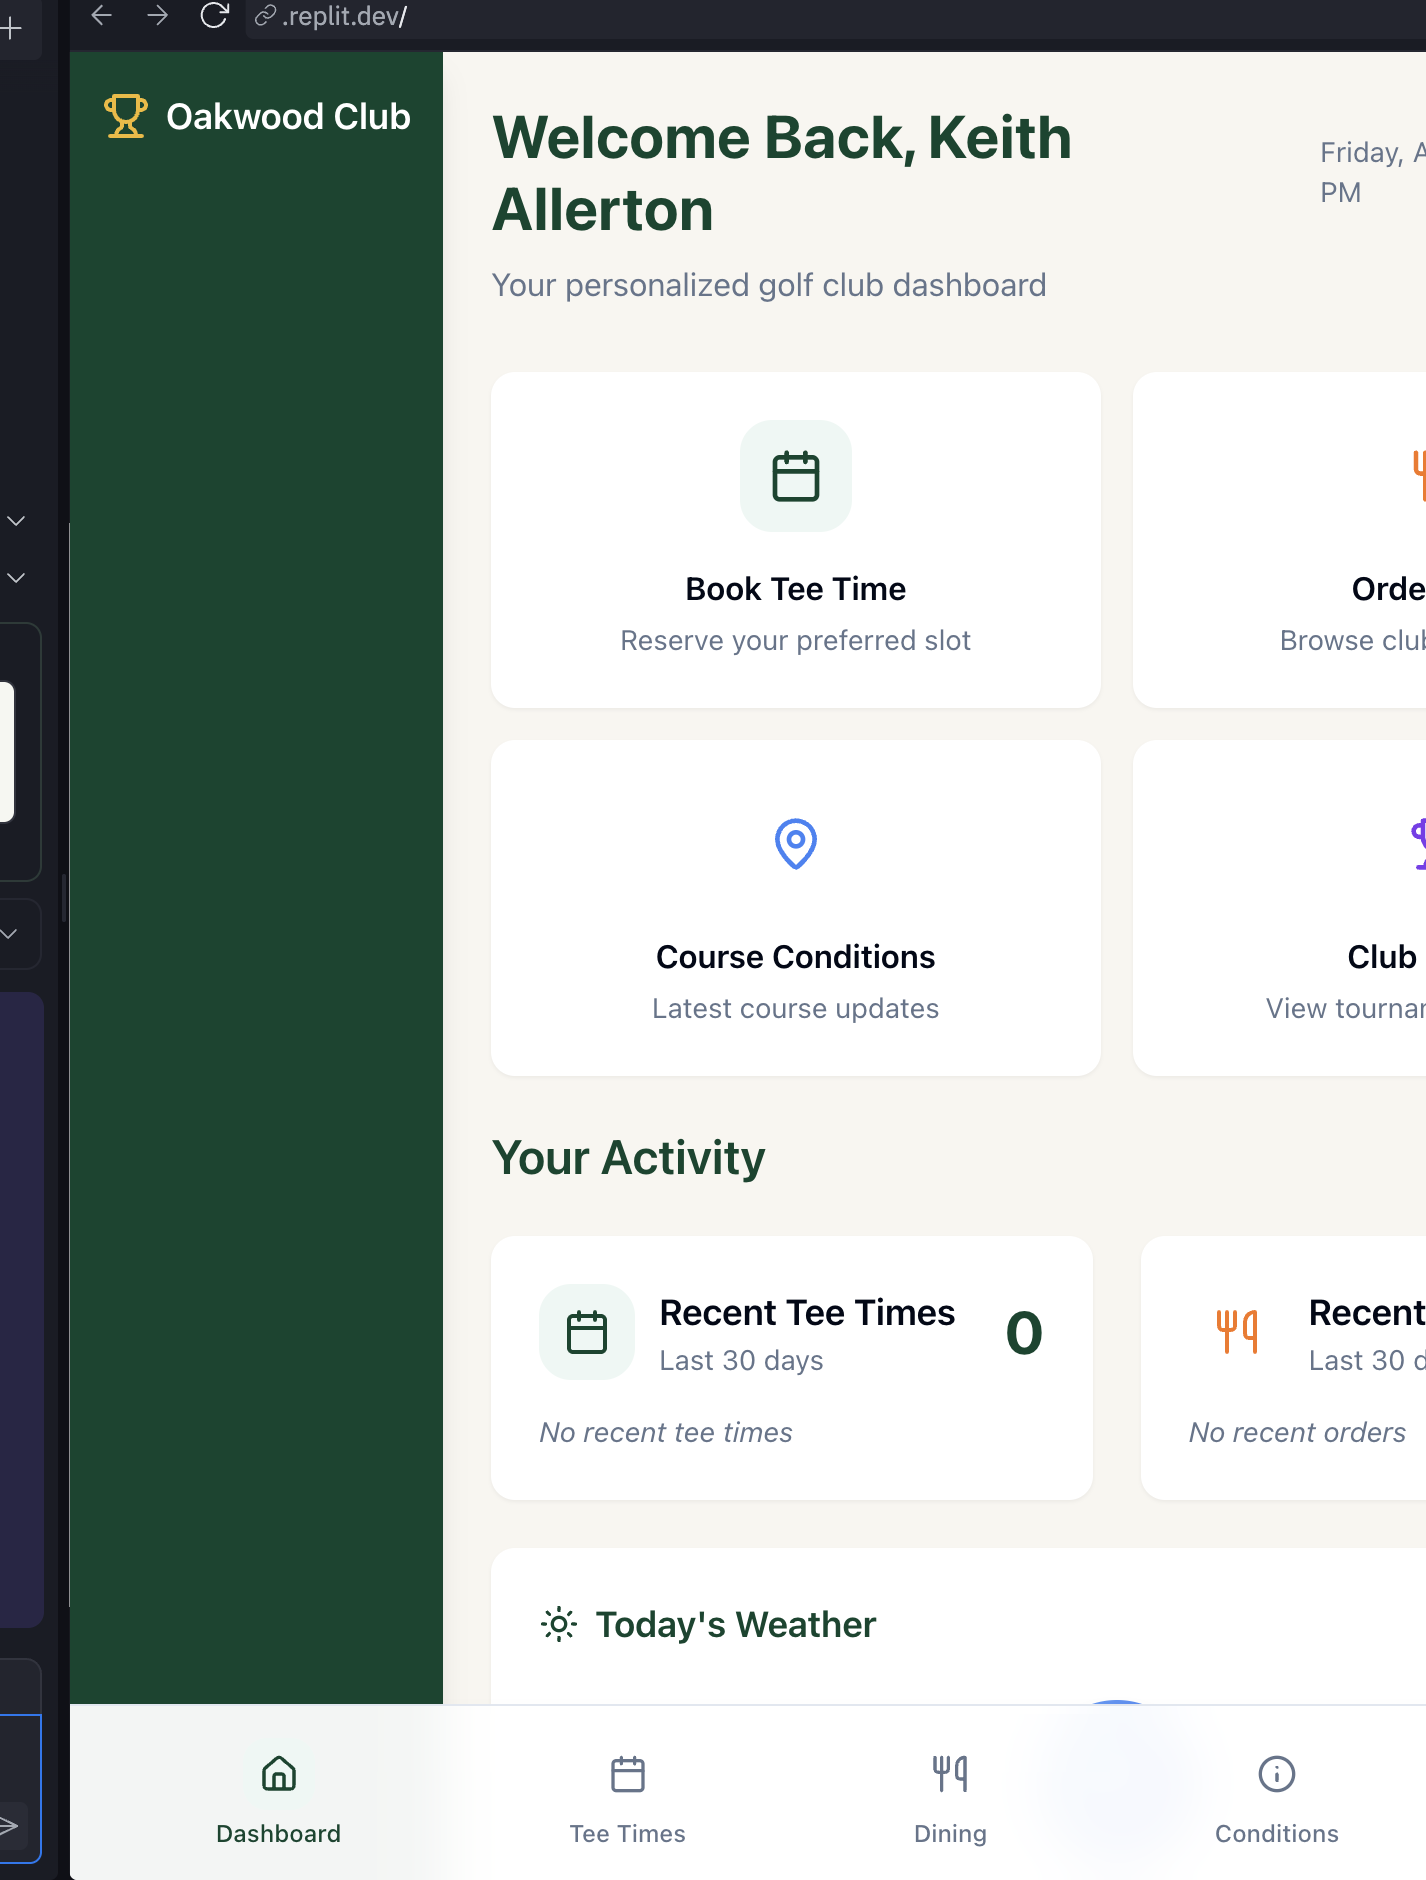 .replit.dev/
Oakwood Club
Welcome Back, Keith
Allerton
Friday, A
PM
Your personalized golf club dashboard
Book Tee Time
Reserve your preferred slot
Orde
Browse club
Course Conditions
Latest course updates
Club
View tournam
Your Activity
Recent Tee Times
Last 30 days
0
No recent tee times
Recent
Last 30 d
No recent orders
Today's Weather
Dashboard
Tee Times
Dining
Conditions